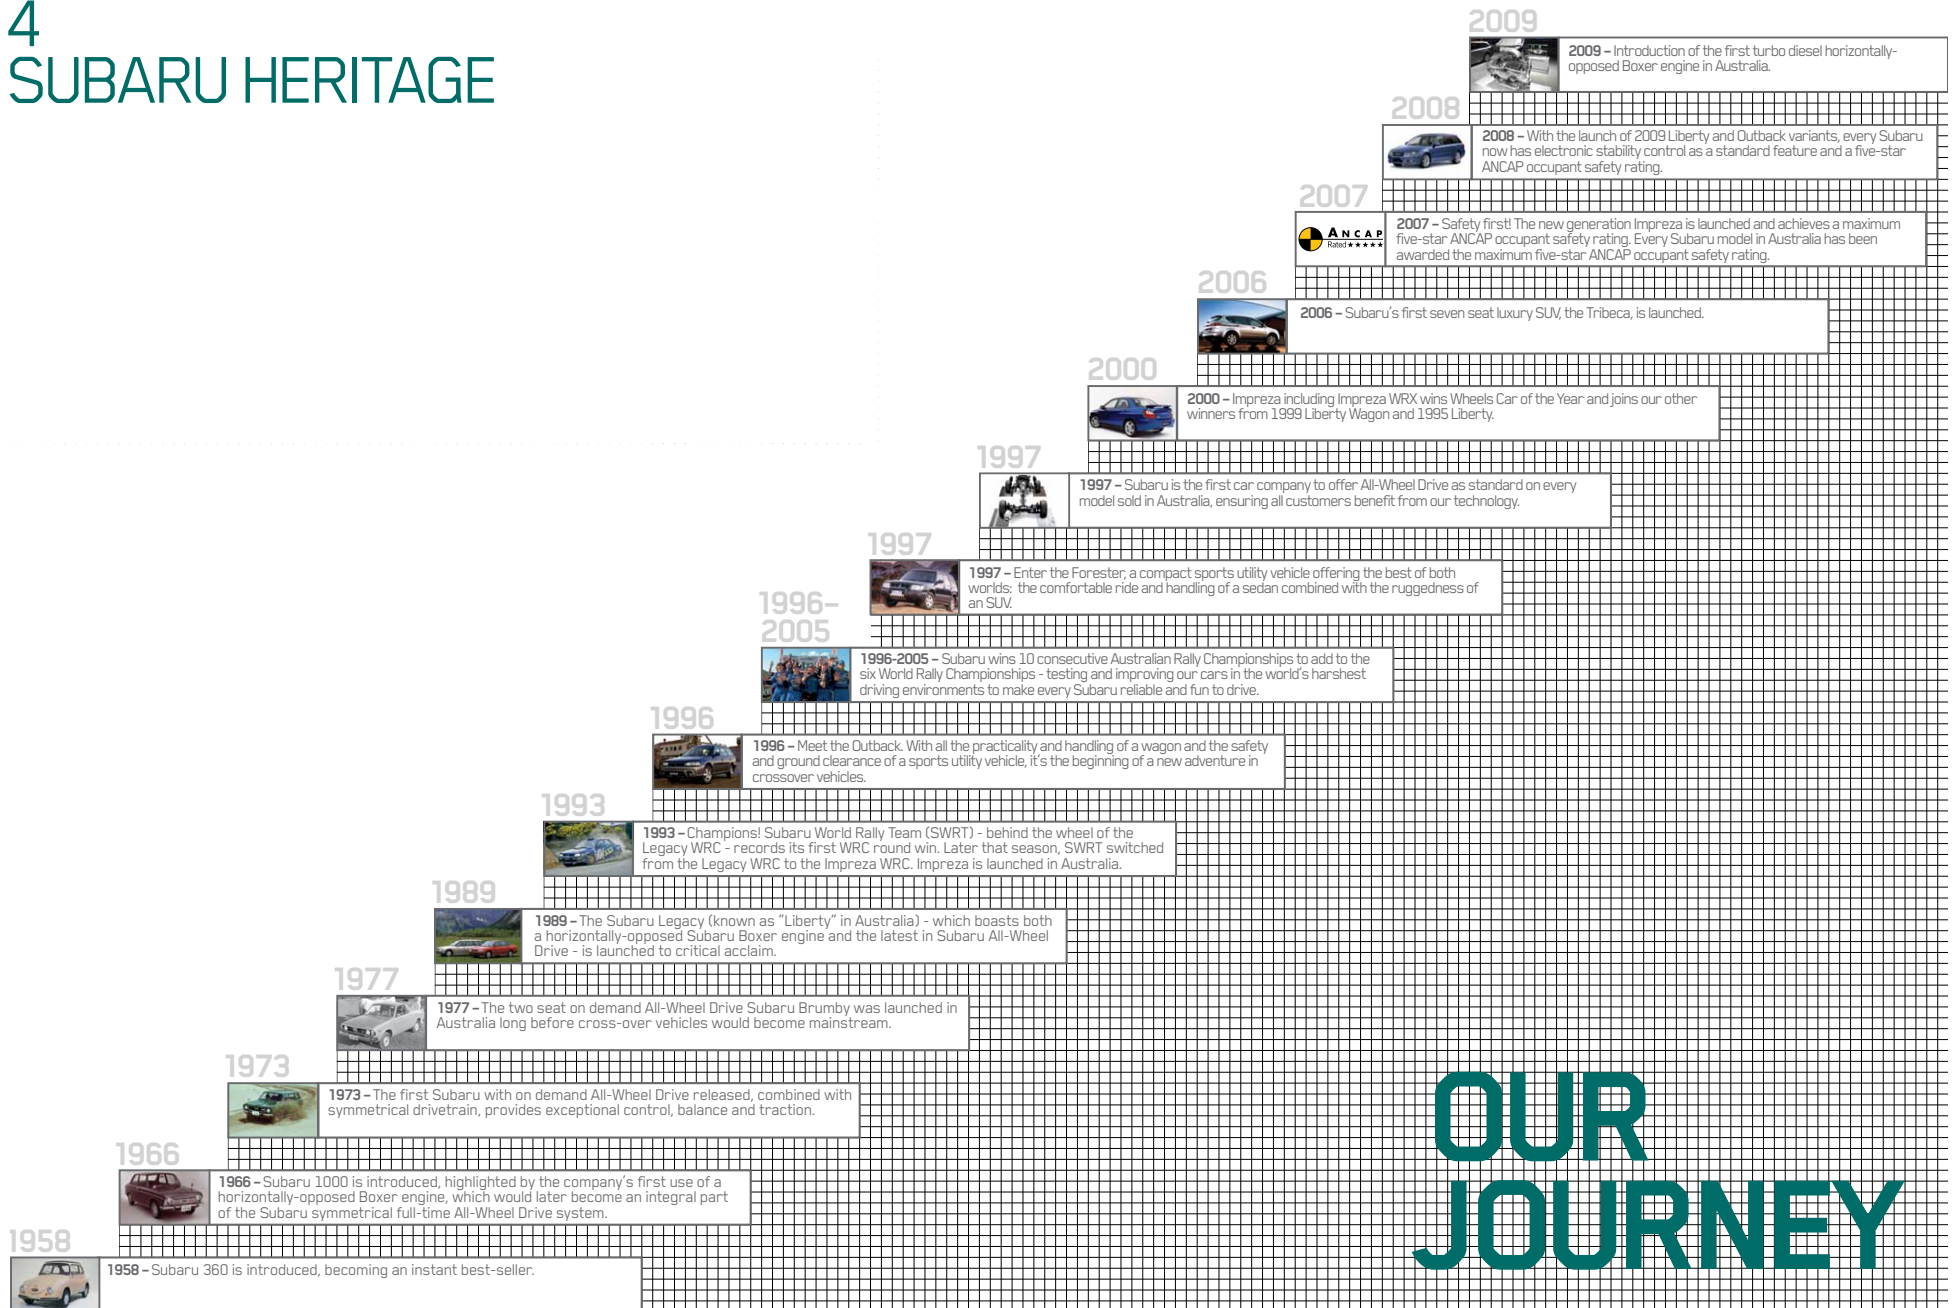 4
SUBARU HERITAGE
2009
2009 – Introduction of the first turbo diesel horizontally-
opposed Boxer engine in Australia.
2008
2008 – With the launch of 2009 Liberty and Outback variants, every Subaru
now has electronic stability control as a standard feature and a five-star
ANCAP occupant safety rating.
2007
ANCAP
Rated ★★★★★
2007 – Safety first! The new generation Impreza is launched and achieves a maximum
five-star ANCAP occupant safety rating. Every Subaru model in Australia has been
awarded the maximum five-star ANCAP occupant safety rating.
2006
2006 – Subaru's first seven seat luxury SUV, the Tribeca, is launched.
2000
2000 – Impreza including Impreza WRX wins Wheels Car of the Year and joins our other
winners from 1999 Liberty Wagon and 1995 Liberty.
1997
1997 – Subaru is the first car company to offer All-Wheel Drive as standard on every
model sold in Australia, ensuring all customers benefit from our technology.
1997
1997 – Enter the Forester, a compact sports utility vehicle offering the best of both
worlds: the comfortable ride and handling of a sedan combined with the ruggedness of
an SUV.
1996–
2005
1996-2005 – Subaru wins 10 consecutive Australian Rally Championships to add to the
six World Rally Championships - testing and improving our cars in the world's harshest
driving environments to make every Subaru reliable and fun to drive.
1996
1996 – Meet the Outback. With all the practicality and handling of a wagon and the safety
and ground clearance of a sports utility vehicle, it's the beginning of a new adventure in
crossover vehicles.
1993
1993 – Champions! Subaru World Rally Team (SWRT) - behind the wheel of the
Legacy WRC - records its first WRC round win. Later that season, SWRT switched
from the Legacy WRC to the Impreza WRC. Impreza is launched in Australia.
1989
1989 – The Subaru Legacy (known as "Liberty" in Australia) - which boasts both
a horizontally-opposed Subaru Boxer engine and the latest in Subaru All-Wheel
Drive - is launched to critical acclaim.
1977
1977 – The two seat on demand All-Wheel Drive Subaru Brumby was launched in
Australia long before cross-over vehicles would become mainstream.
1973
1973 – The first Subaru with on demand All-Wheel Drive released, combined with
symmetrical drivetrain, provides exceptional control, balance and traction.
1966
1966 – Subaru 1000 is introduced, highlighted by the company's first use of a
horizontally-opposed Boxer engine, which would later become an integral part
of the Subaru symmetrical full-time All-Wheel Drive system.
1958
1958 – Subaru 360 is introduced, becoming an instant best-seller.
OUR
JOURNEY